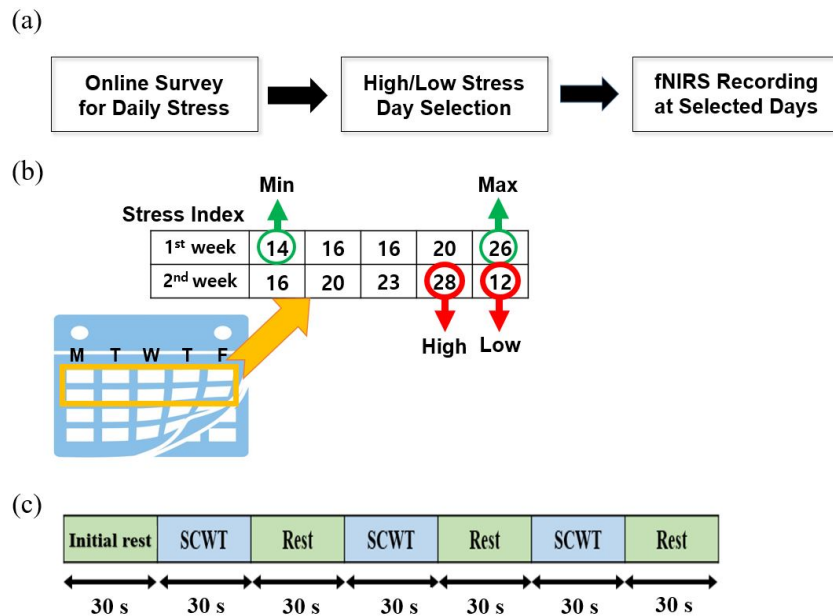 (a)
Online Survey
for Daily Stress
High/Low Stress
Day Selection
fNIRS Recording
at Selected Days
(b)
Min Max
Stress Index
1st week 14 16 16 20 26
2nd week 16 20 23 28 12
High Low
M T W T F
(c)
Initial rest SCWT Rest SCWT Rest SCWT Rest
30 s 30 s 30 s 30 s 30 s 30 s 30 s